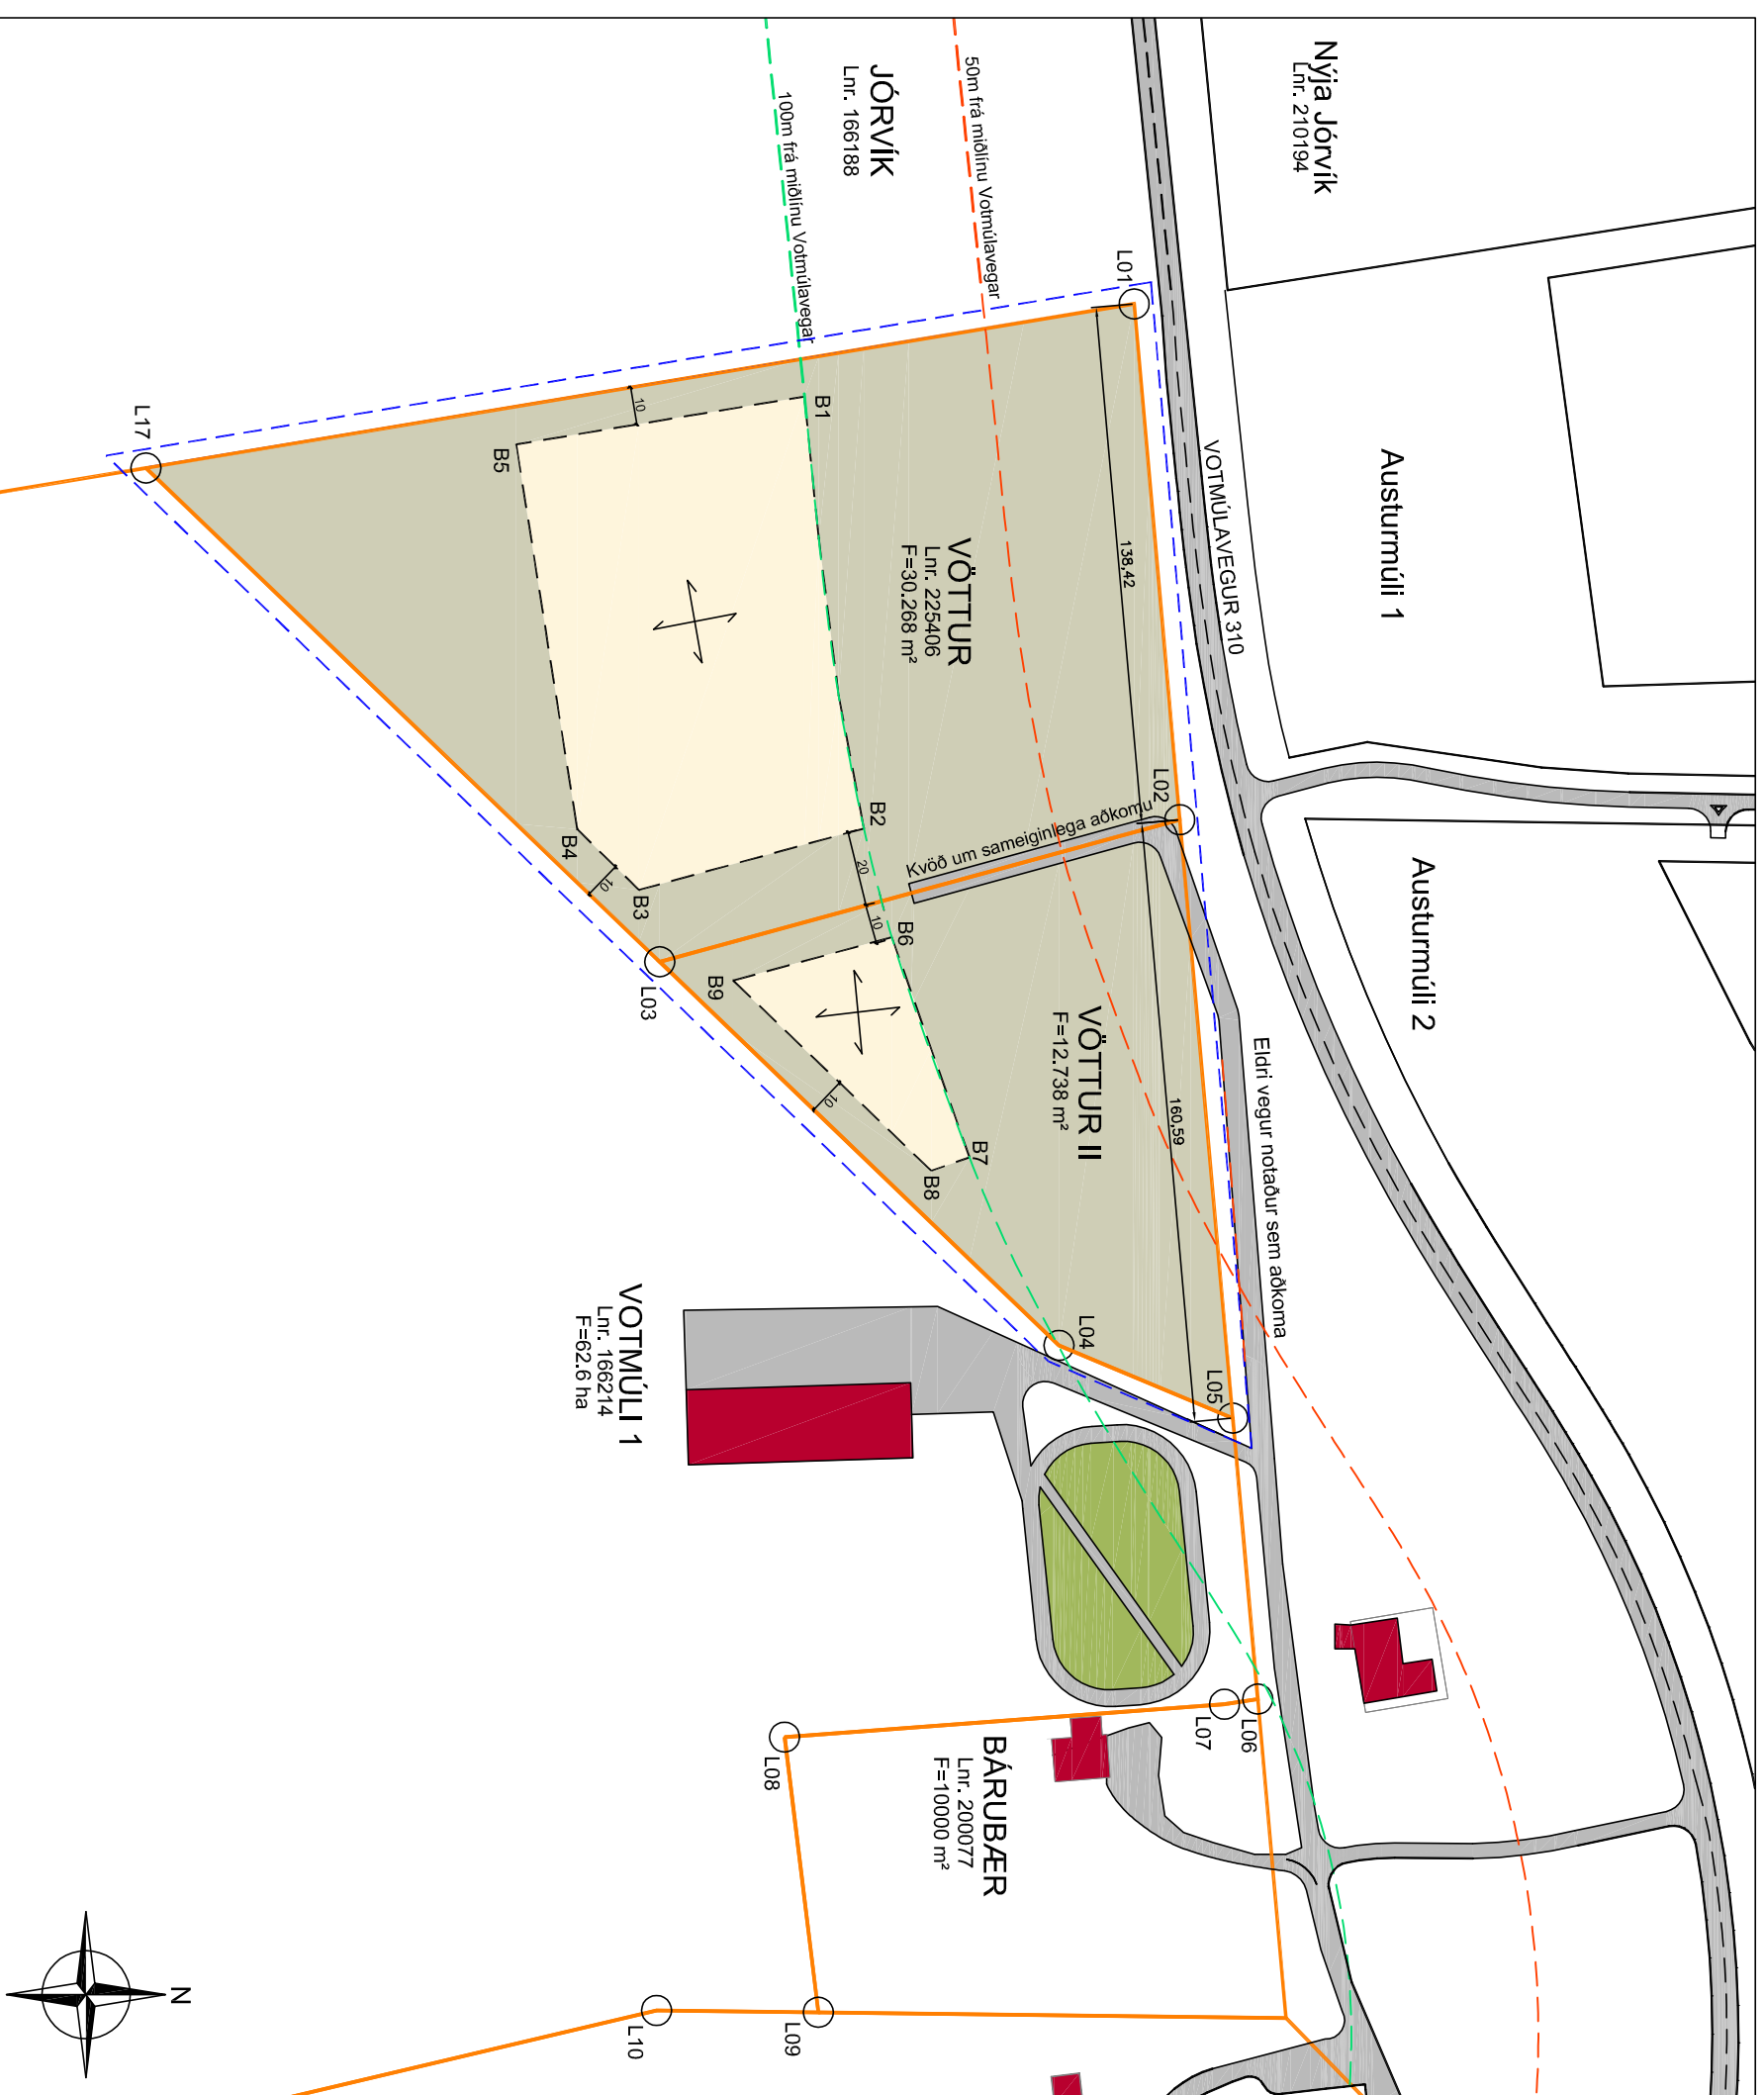 Nýja Jórvík
Lnr. 210194
Austurmúli 1
Austurmúli 2
VOTMÚLAVEGUR 310
50m frá miðlínu Votmúlavegar
100m frá miðlínu Votmúlavegar
JÓRVÍK
Lnr. 166188
L01
138,42
L02
Kvöð um sameiginlega aðkomu
VÖTTUR
Lnr. 225406
F=30.268 m²
B1
B2
B3
B4
B5
10
20
10
10
L17
L03
Eldri vegur notaður sem aðkoma
160,59
VÖTTUR II
F=12.738 m²
B6
B7
B8
B9
10
L04
L05
VOTMÚLI 1
Lnr. 166214
F=62.6 ha
L06
L07
L08
BÁRUBÆR
Lnr. 200077
F=10000 m²
L09
L10
N